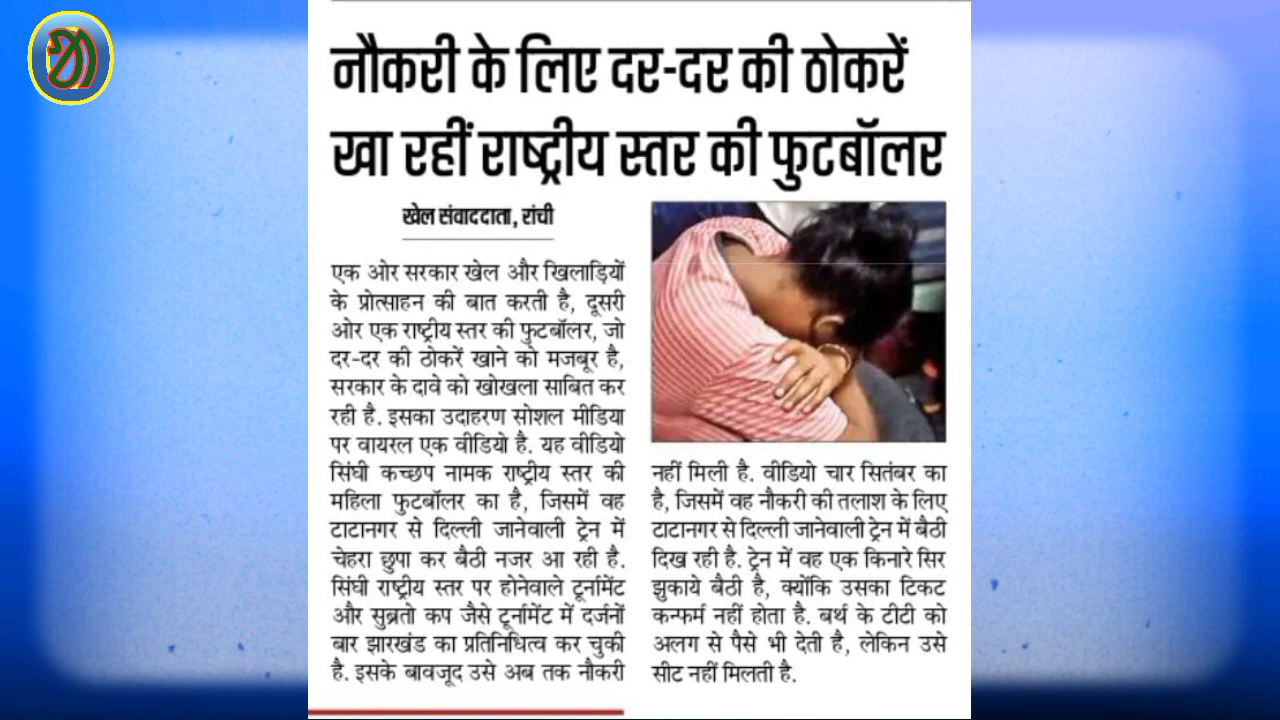 नौकरी के लिए दर-दर की ठोकरें
खा रहीं राष्ट्रीय स्तर की फुटबॉलर
खेल संवाददाता, रांची
एक ओर सरकार खेल और खिलाड़ियों
के प्रोत्साहन की बात करती है, दूसरी
ओर एक राष्ट्रीय स्तर की फुटबॉलर, जो
दर-दर की ठोकरें खाने को मजबूर है,
सरकार के दावे को खोखला साबित कर
रही है. इसका उदाहरण सोशल मीडिया
पर वायरल एक वीडियो है. यह वीडियो
सिंघी कच्छप नामक राष्ट्रीय स्तर की
महिला फुटबॉलर का है, जिसमें वह
टाटानगर से दिल्ली जानेवाली ट्रेन में
चेहरा छुपा कर बैठी नजर आ रही है.
सिंघी राष्ट्रीय स्तर पर होनेवाले टूर्नामेंट
और सुब्रतो कप जैसे टूर्नामेंट में दर्जनों
बार झारखंड का प्रतिनिधित्व कर चुकी
है. इसके बावजूद उसे अब तक नौकरी
नहीं मिली है. वीडियो चार सितंबर का
है, जिसमें वह नौकरी की तलाश के लिए
टाटानगर से दिल्ली जानेवाली ट्रेन में बैठी
दिख रही है. ट्रेन में वह एक किनारे सिर
झुकाये बैठी है, क्योंकि उसका टिकट
कन्फर्म नहीं होता है. बर्थ के टीटी को
अलग से पैसे भी देती है, लेकिन उसे
सीट नहीं मिलती है.